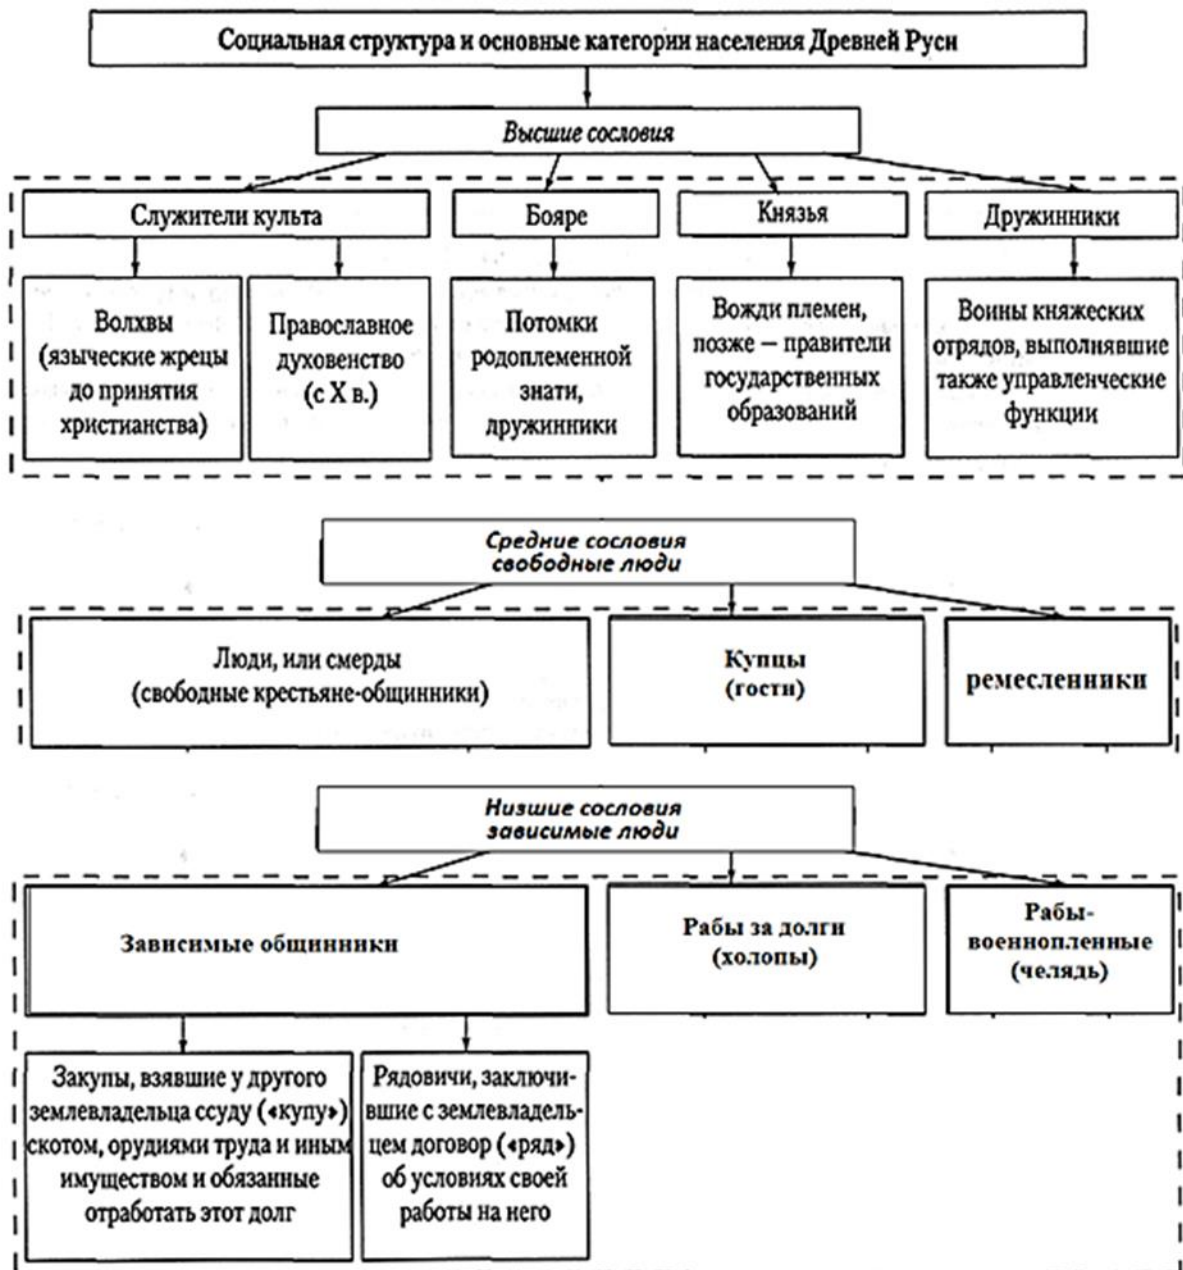 Социальная структура и основные категории населения Древней Руси
Высшие сословия
Служители культа
Бояре
Князья
Дружинники
Волхвы
(языческие жрецы
до принятия
христианства)
Православное
духовенство
(с X в.)
Потомки
родоплеменной
знати,
дружинники
Вожди племен,
позже – правители
государственных
образований
Воины княжеских
отрядов, выполнявшие
также управленческие
функции
Средние сословия
свободные люди
Люди, или смерды
(свободные крестьяне-общинники)
Купцы
(гости)
ремесленники
Низшие сословия
зависимые люди
Зависимые общинники
Рабы за долги
(холопы)
Рабы-
военнопленные
(челядь)
Закупы, взявшие у другого
землевладельца ссуду («купу»)
скотом, орудиями труда и иным
имуществом и обязанные
отработать этот долг
Рядовичи, заключи-
вшие с землевладель-
цем договор («ряд»)
об условиях своей
работы на него